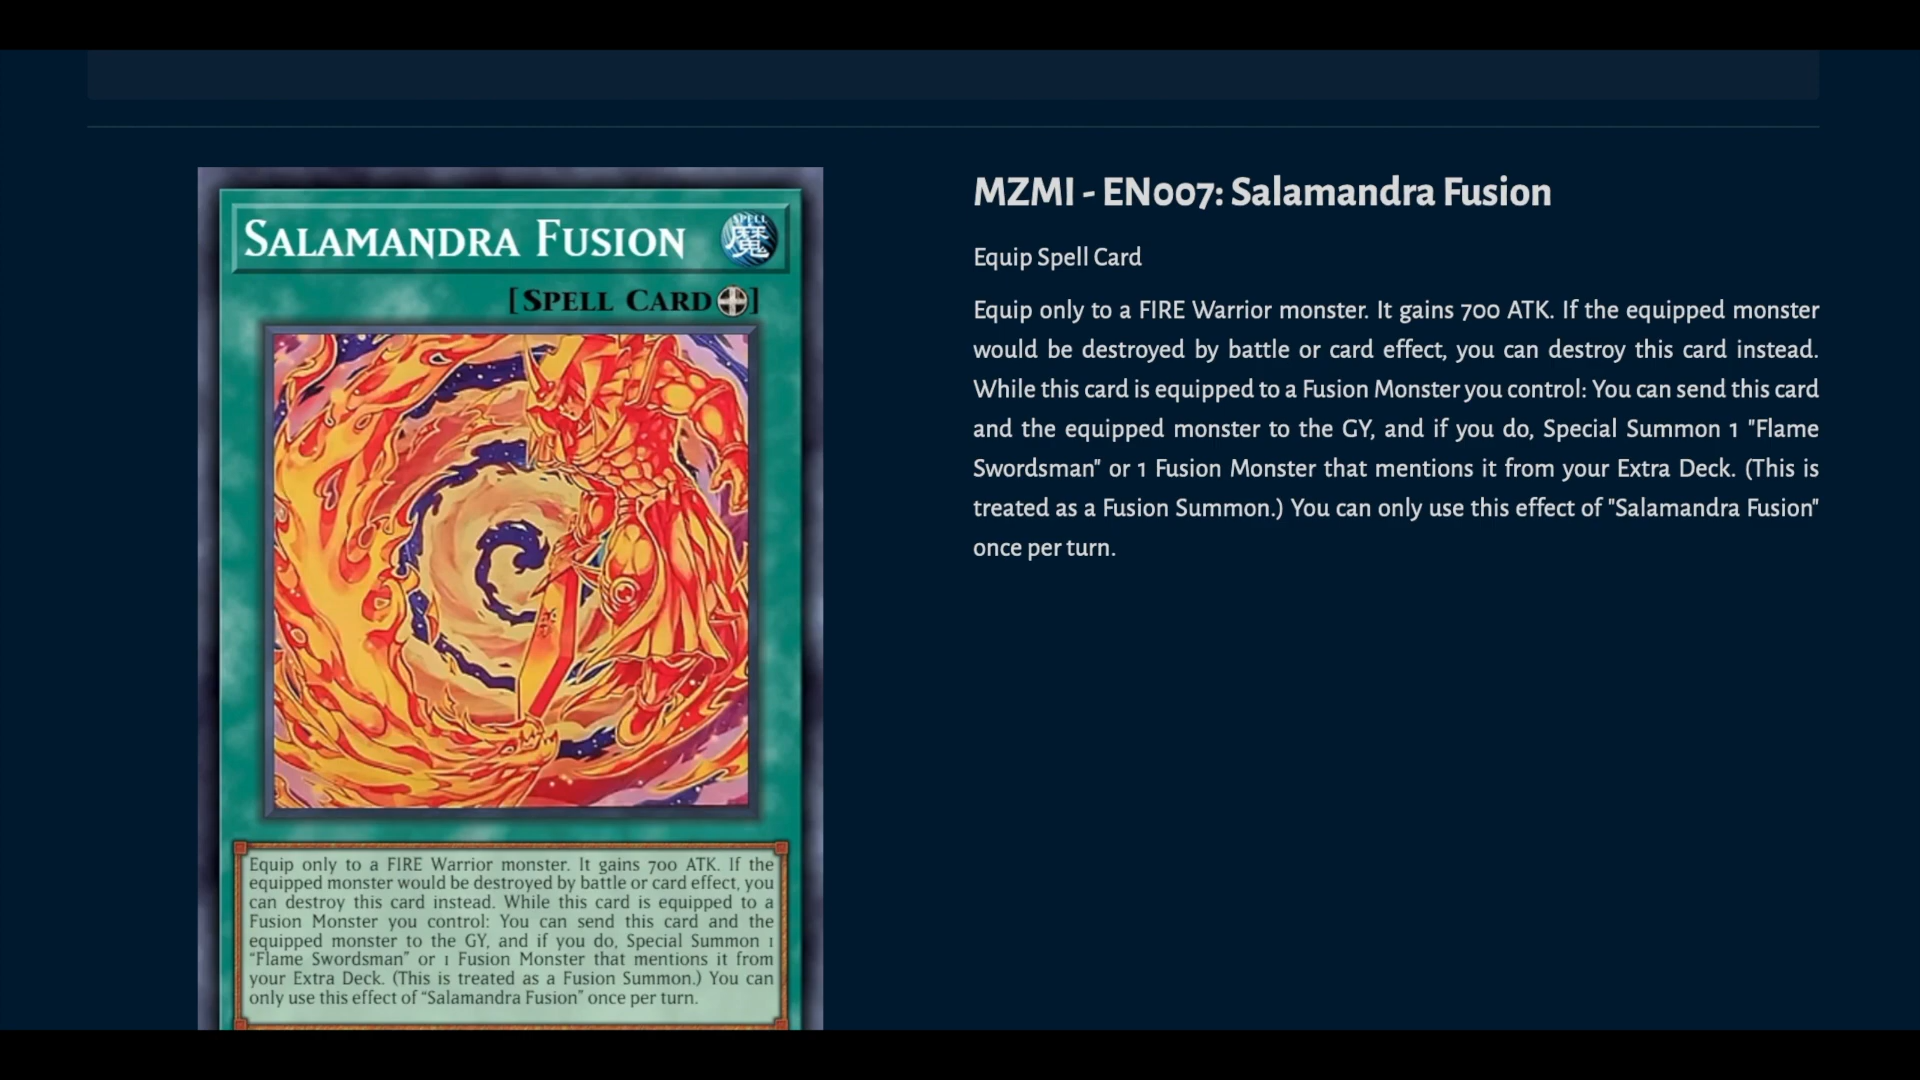 SALAMANDRA FUSION
SPELL
魔
[SPELL CARD]
Equip only to a FIRE Warrior monster. It gains 700 ATK. If the
equipped monster would be destroyed by battle or card effect, you
can destroy this card instead. While this card is equipped to a
Fusion Monster you control: You can send this card and the
equipped monster to the GY, and if you do, Special Summon 1
“Flame Swordsman” or 1 Fusion Monster that mentions it from
your Extra Deck. (This is treated as a Fusion Summon.) You can
only use this effect of “Salamandra Fusion” once per turn.
MZMI - EN007: Salamandra Fusion
Equip Spell Card
Equip only to a FIRE Warrior monster. It gains 700 ATK. If the equipped monster
would be destroyed by battle or card effect, you can destroy this card instead.
While this card is equipped to a Fusion Monster you control: You can send this card
and the equipped monster to the GY, and if you do, Special Summon 1 "Flame
Swordsman" or 1 Fusion Monster that mentions it from your Extra Deck. (This is
treated as a Fusion Summon.) You can only use this effect of "Salamandra Fusion"
once per turn.